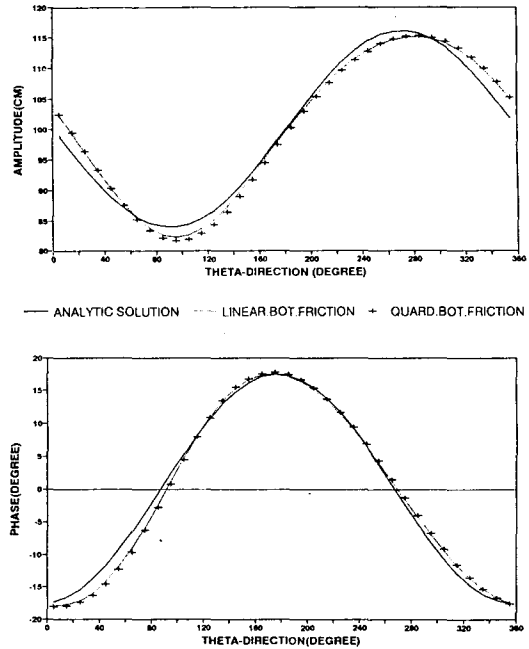 120
115
110
105
100
95
90
85
80
AMPLITUDE(CM)
0 40 80 120 160 200 240 280 320 360
THETA-DIRECTION (DEGREE)
ANALYTIC SOLUTION LINEAR.BOT.FRICTION QUARD.BOT.FRICTION
20
15
10
5
0
-5
-10
-15
-20
PHASE(DEGREE)
0 40 80 120 160 200 240 280 320 360
THETA-DIRECTION(DEGREE)